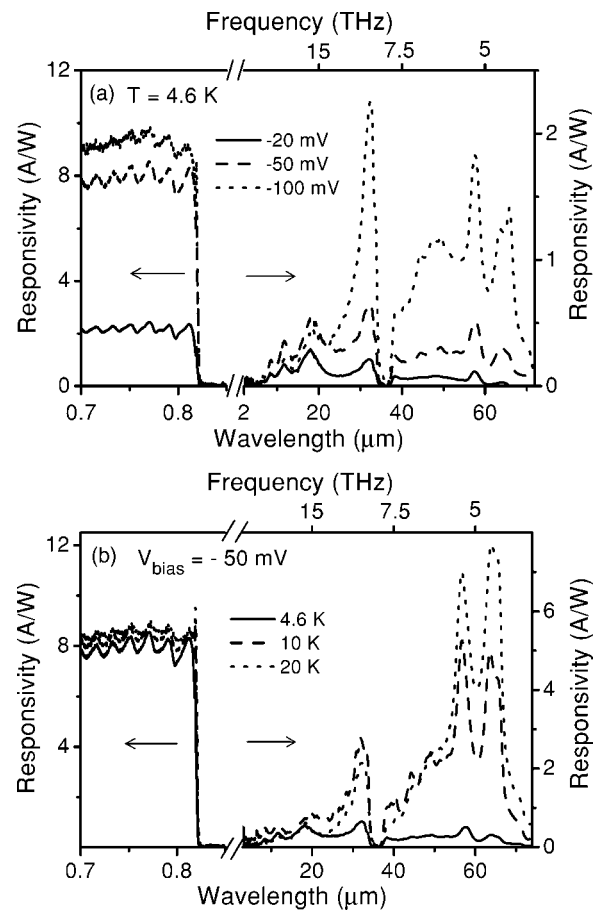 Frequency (THz)
15 7.5 5
12
(a) T = 4.6 K
-20 mV
-50 mV
-100 mV
8
4
0
2
1
0
Responsivity (A/W)
Responsivity (A/W)
0.7 0.8 2 20 40 60
Wavelength (μm)
Frequency (THz)
15 7.5 5
12
(b) V bias = - 50 mV
4.6 K
10 K
20 K
8
4
6
4
2
0
Responsivity (A/W)
Responsivity (A/W)
0.7 0.8 20 40 60
Wavelength (μm)